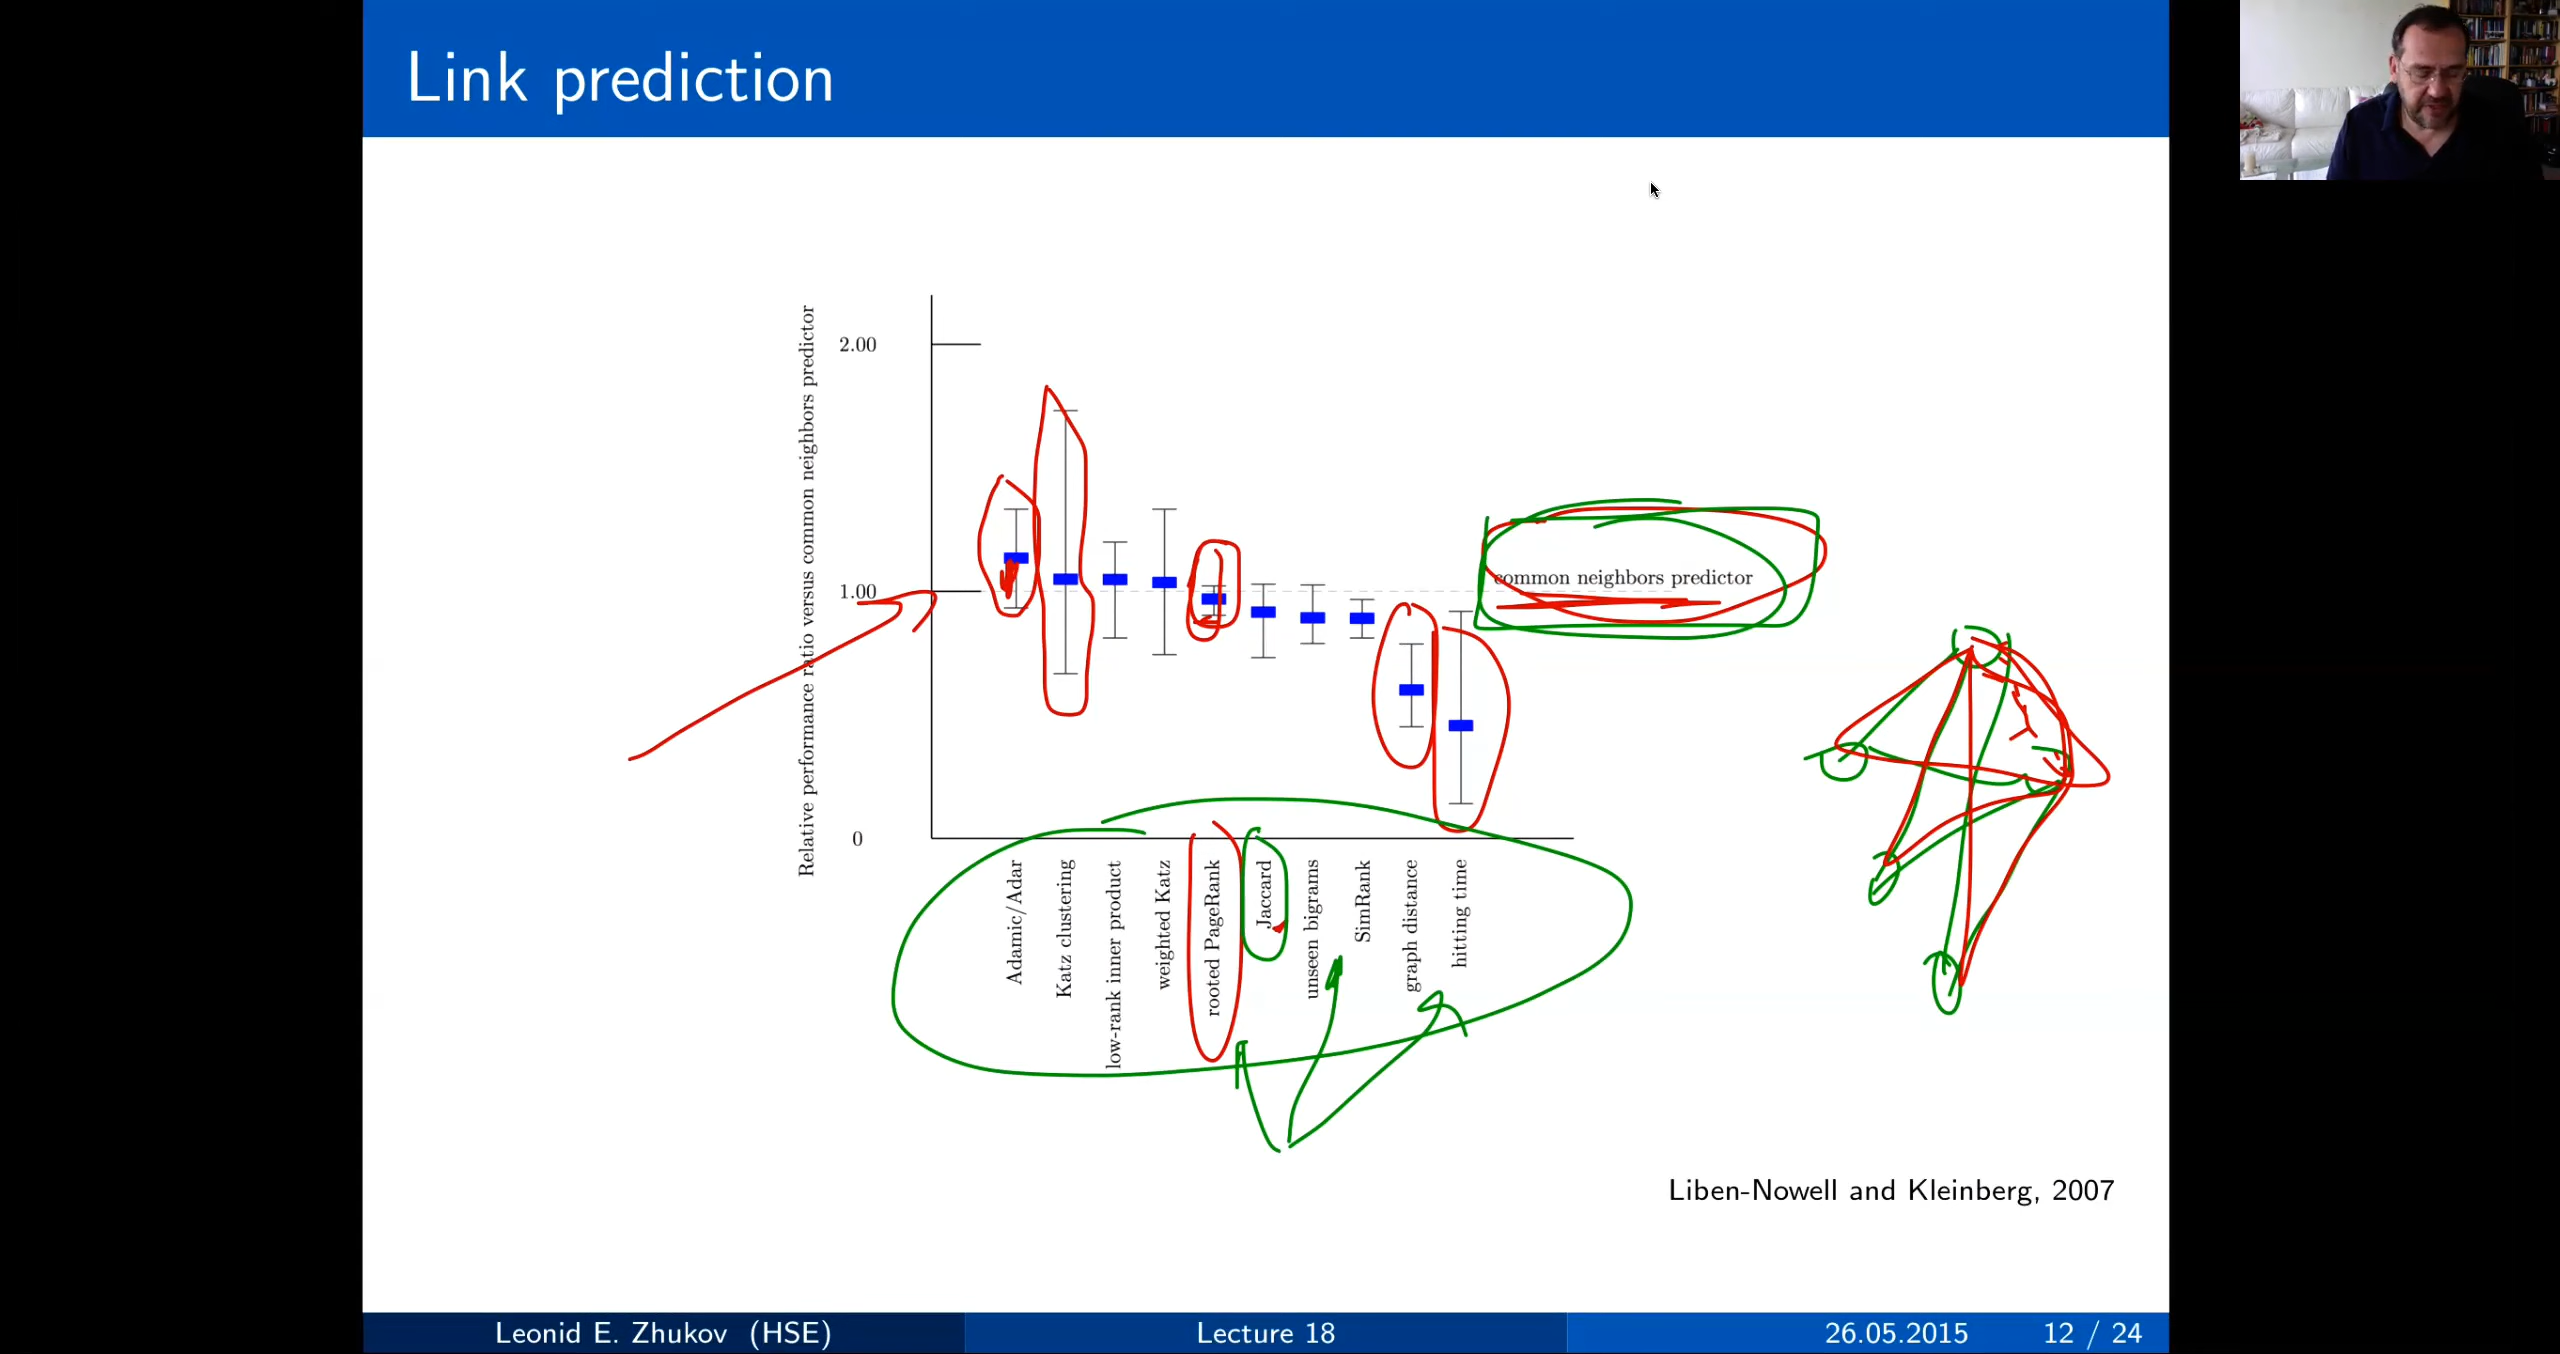 Link prediction
Relative performance ratio versus common neighbors predictor
2.00
1.00
0
common neighbors predictor
Adamic/Adar
Katz clustering
low-rank inner product
weighted Katz
rooted PageRank
Jaccard
unseen bigrams
SimRank
graph distance
hitting time
Liben-Nowell and Kleinberg, 2007
Leonid E. Zhukov (HSE)
Lecture 18
26.05.2015
12 / 24